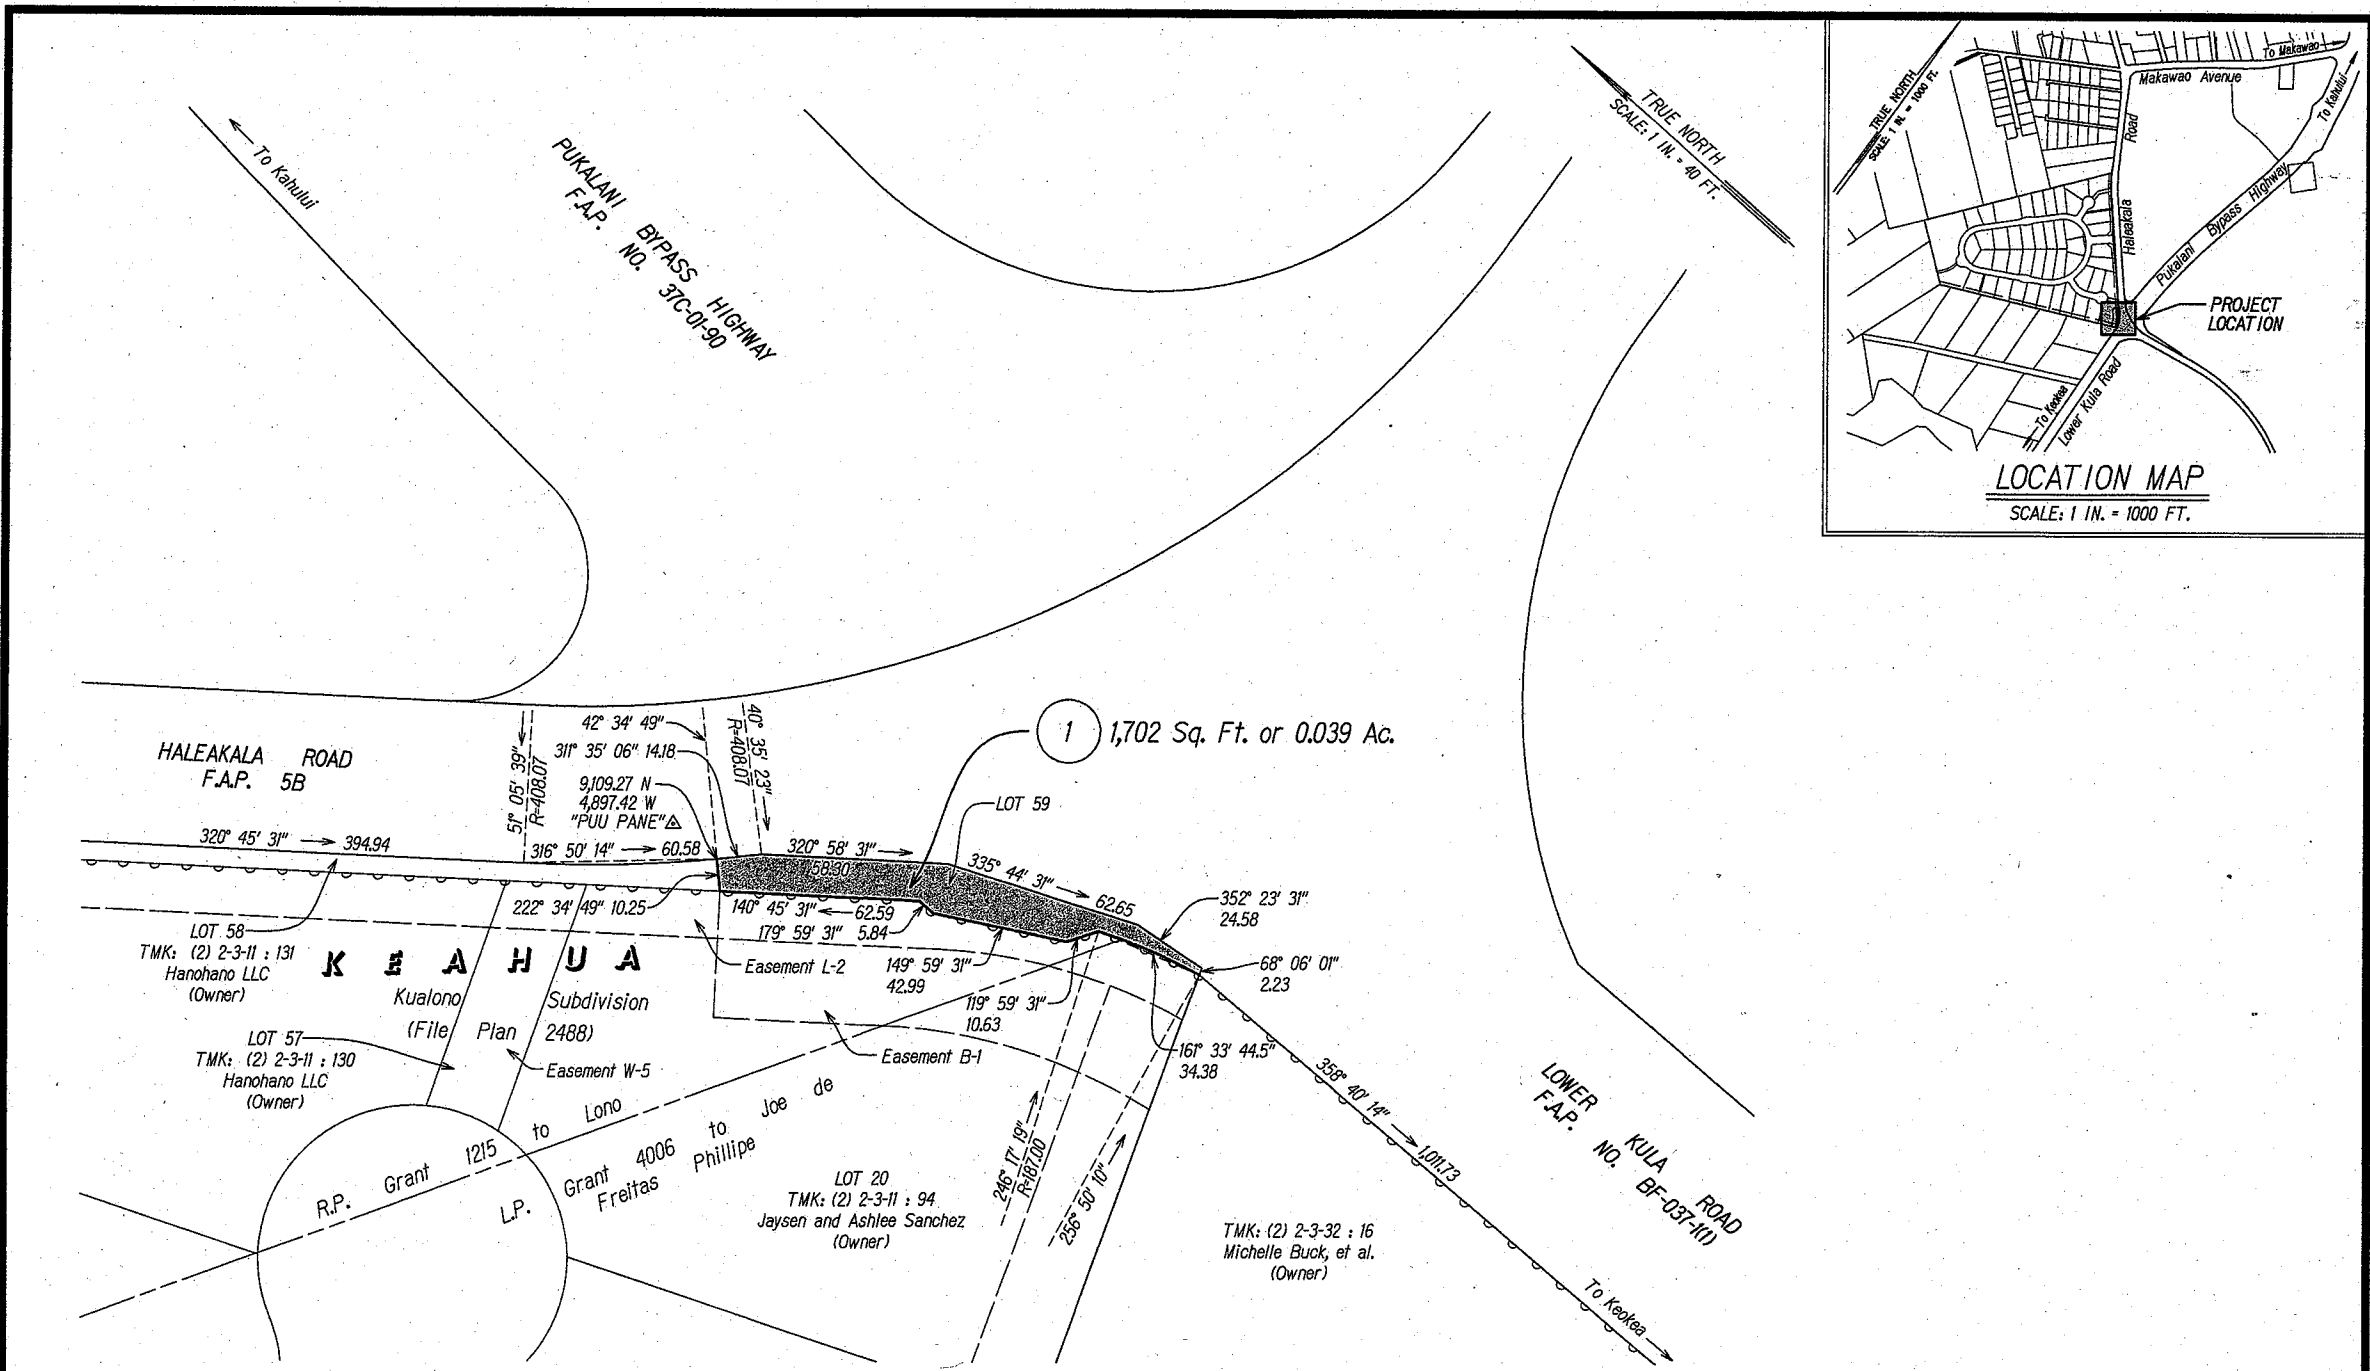 To Kahului
PUKALANI BYPASS HIGHWAY
F.A.P. NO. 37C-01-90
TRUE NORTH
SCALE: 1 IN. = 40 FT.
TRUE NORTH
SCALE: 1 IN. = 1000 FT.
To Makawao
Makawao Avenue
To Kahului
Haleakala Road
Pukalani Bypass Highway
PROJECT
LOCATION
To Keokea
Lower Kula Road
LOCATION MAP
SCALE: 1 IN. = 1000 FT.
HALEAKALA ROAD
F.A.P. 5B
51° 05' 39"
R=408.07
42° 34' 49"
311° 35' 06" 14.18
9,109.27 N
4,897.42 W
"PUU PANE"
40° 35' 23"
R=408.07
1 1,702 Sq. Ft. or 0.039 Ac.
LOT 59
320° 45' 31" 394.94
316° 50' 14" 60.58
320° 58' 31"
58.30
335° 44' 31" 62.65
352° 23' 31"
24.58
222° 34' 49" 10.25
140° 45' 31" 62.59
179° 59' 31" 5.84
LOT 58
TMK: (2) 2-3-11 : 131
Hanohano LLC
(Owner)
KEAHUA
Easement L-2
149° 59' 31"
42.99
68° 06' 01"
2.23
Kualono Subdivision
(File Plan 2488)
119° 59' 31"
10.63
LOT 57
TMK: (2) 2-3-11 : 130
Hanohano LLC
(Owner)
Easement W-5
Easement B-1
161° 33' 44.5"
34.38
358° 40' 14" 1,011.73
LOWER KULA ROAD
F.A.P. NO. BF-037-1(1)
R.P. Grant 1215 to Lono
L.P. Grant 4006 to Joe de
Freitas Phillipe
246° 17' 19"
R=187.00
256° 50' 10"
LOT 20
TMK: (2) 2-3-11 : 94
Jaysen and Ashlee Sanchez
(Owner)
TMK: (2) 2-3-32 : 16
Michelle Buck, et al.
(Owner)
To Keokea